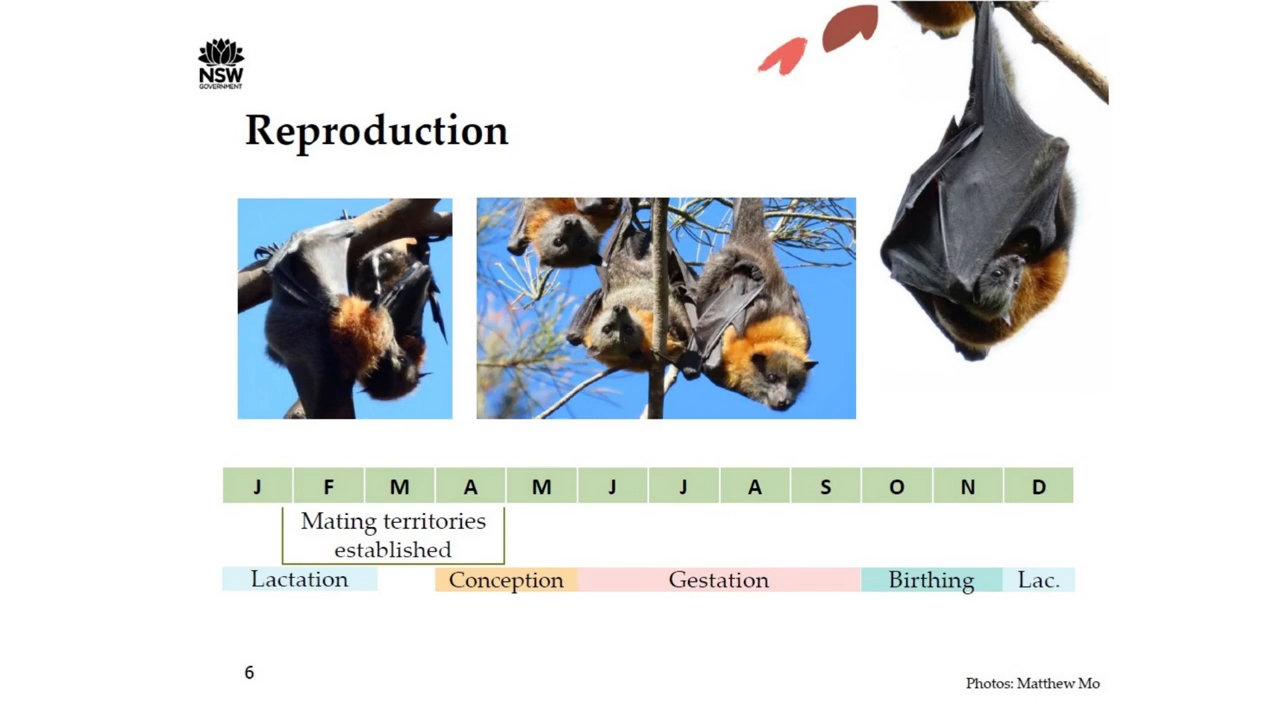 NSW
GOVERNMENT
Reproduction
J F M A M J J A S O N D
Mating territories
established
Lactation Conception Gestation Birthing Lac.
6
Photos: Matthew Mo